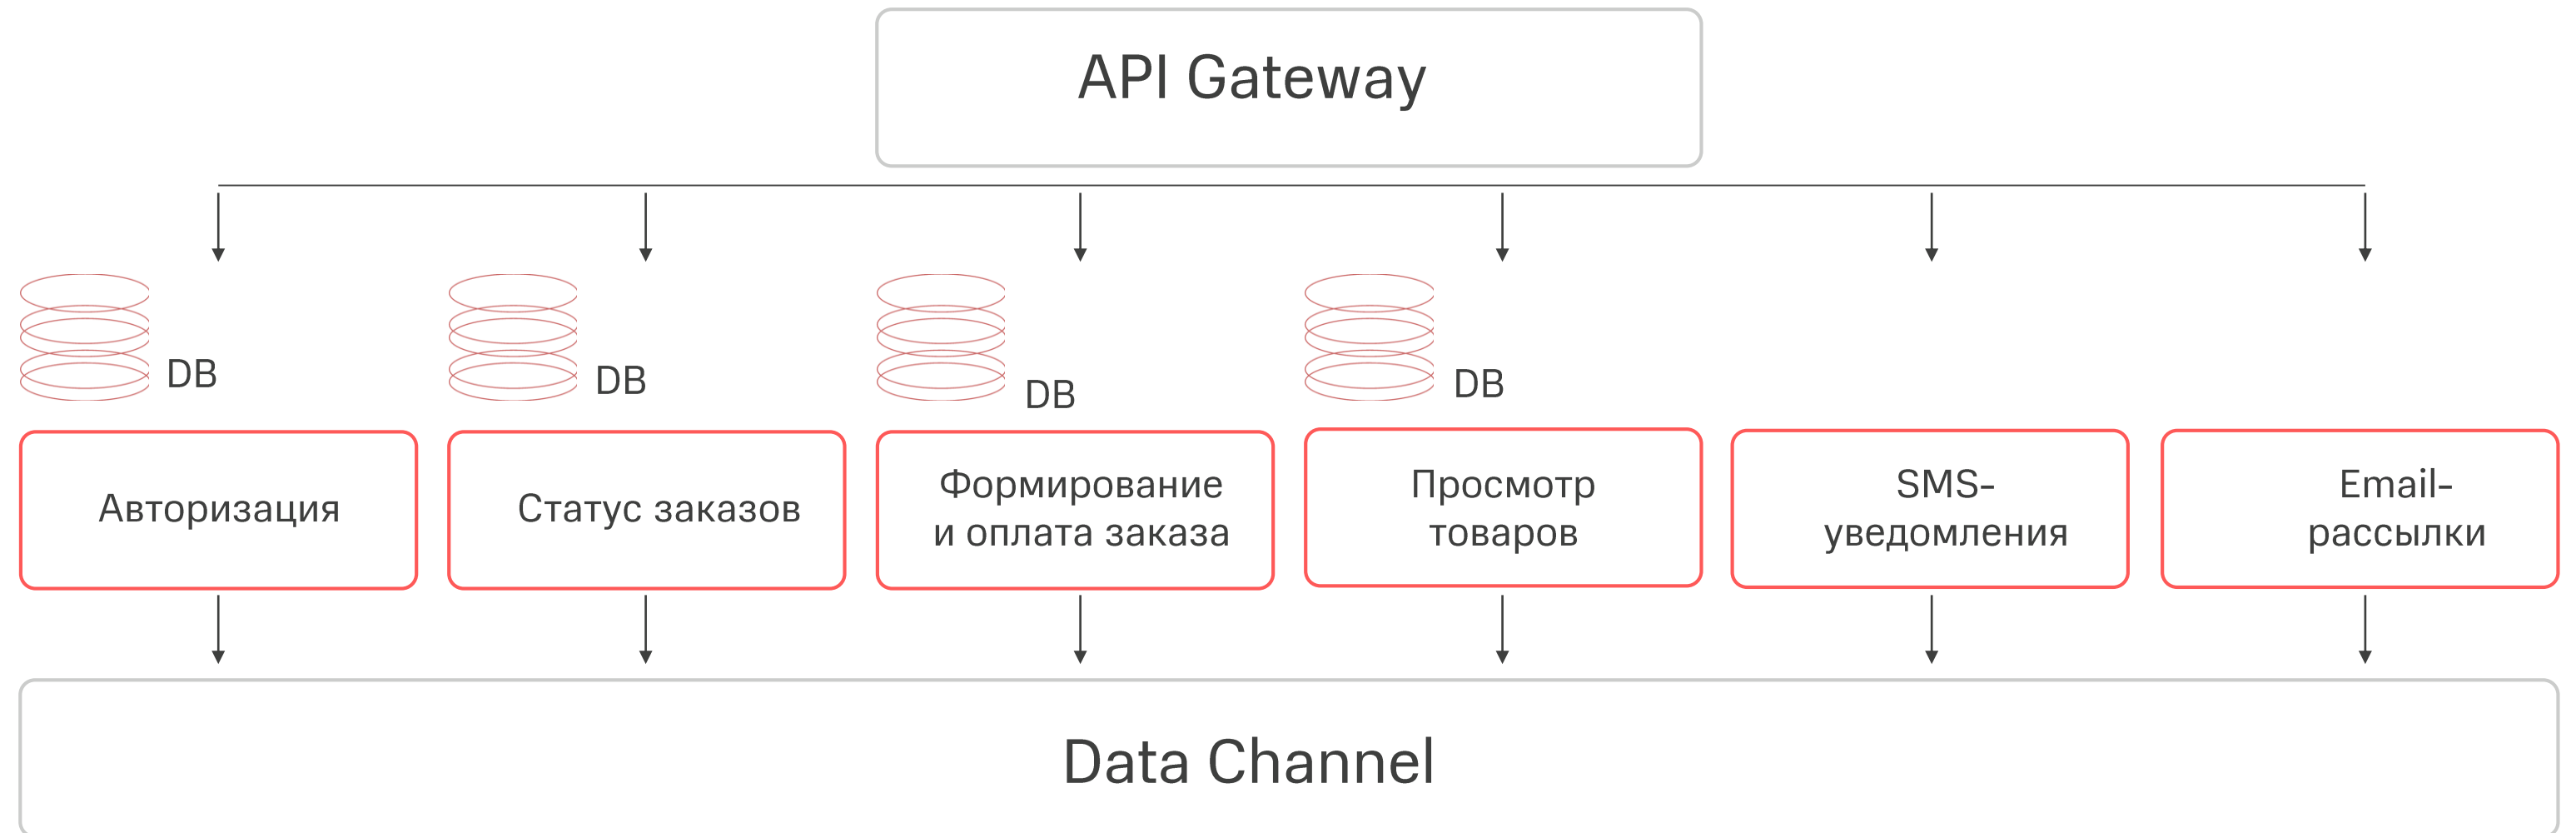 API Gateway
DB
DB
DB
DB
Авторизация
Статус заказов
Формирование
и оплата заказа
Просмотр
товаров
SMS-
уведомления
Email-
рассылки
Data Channel